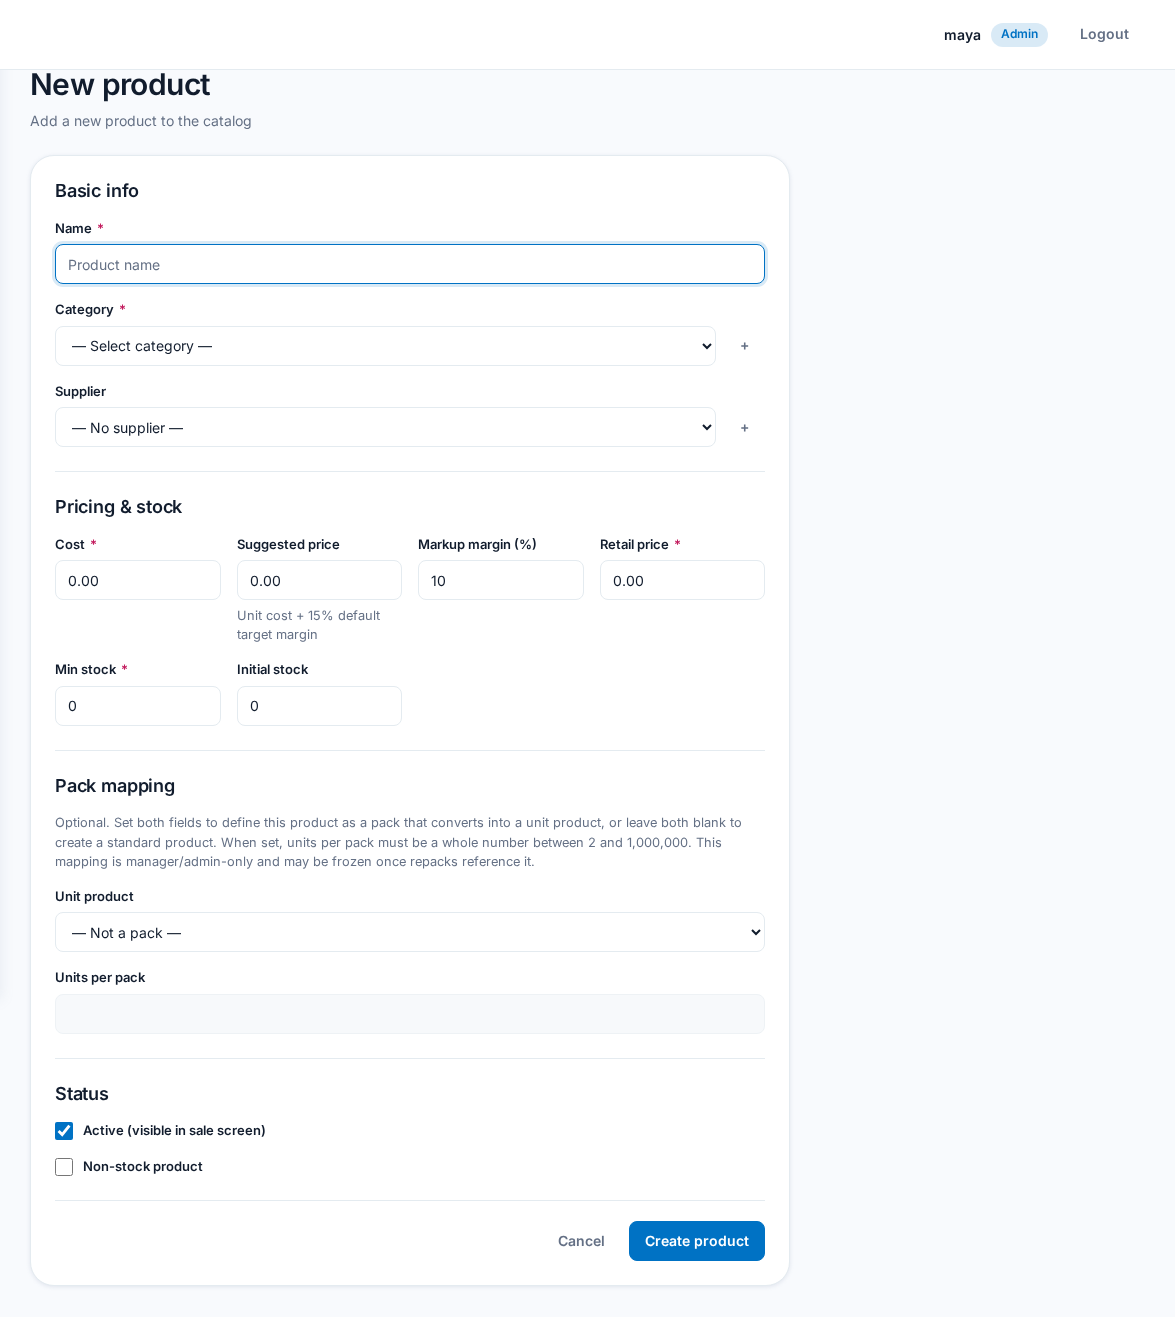 maya Admin Logout
New product
Add a new product to the catalog
Basic info
Name *
Product name
Category *
— Select category — +
Supplier
— No supplier — +
Pricing & stock
Cost * Suggested price Markup margin (%) Retail price *
0.00 0.00 10 0.00
Unit cost + 15% default
target margin
Min stock * Initial stock
0 0
Pack mapping
Optional. Set both fields to define this product as a pack that converts into a unit product, or leave both blank to
create a standard product. When set, units per pack must be a whole number between 2 and 1,000,000. This
mapping is manager/admin-only and may be frozen once repacks reference it.
Unit product
— Not a pack —
Units per pack
Status
Active (visible in sale screen)
Non-stock product
Cancel Create product